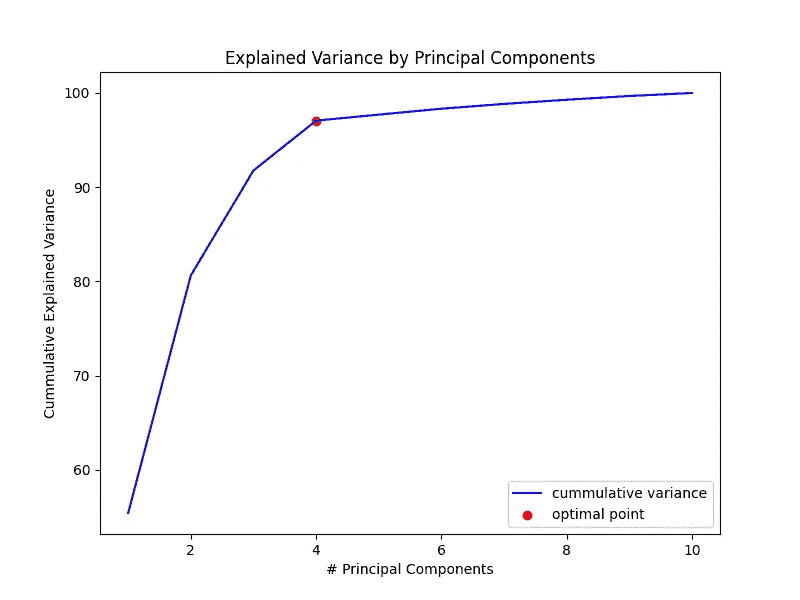 Explained Variance by Principal Components
100
90
80
70
60
Cummulative Explained Variance
cummulative variance
optimal point
2 4 6 8 10
# Principal Components